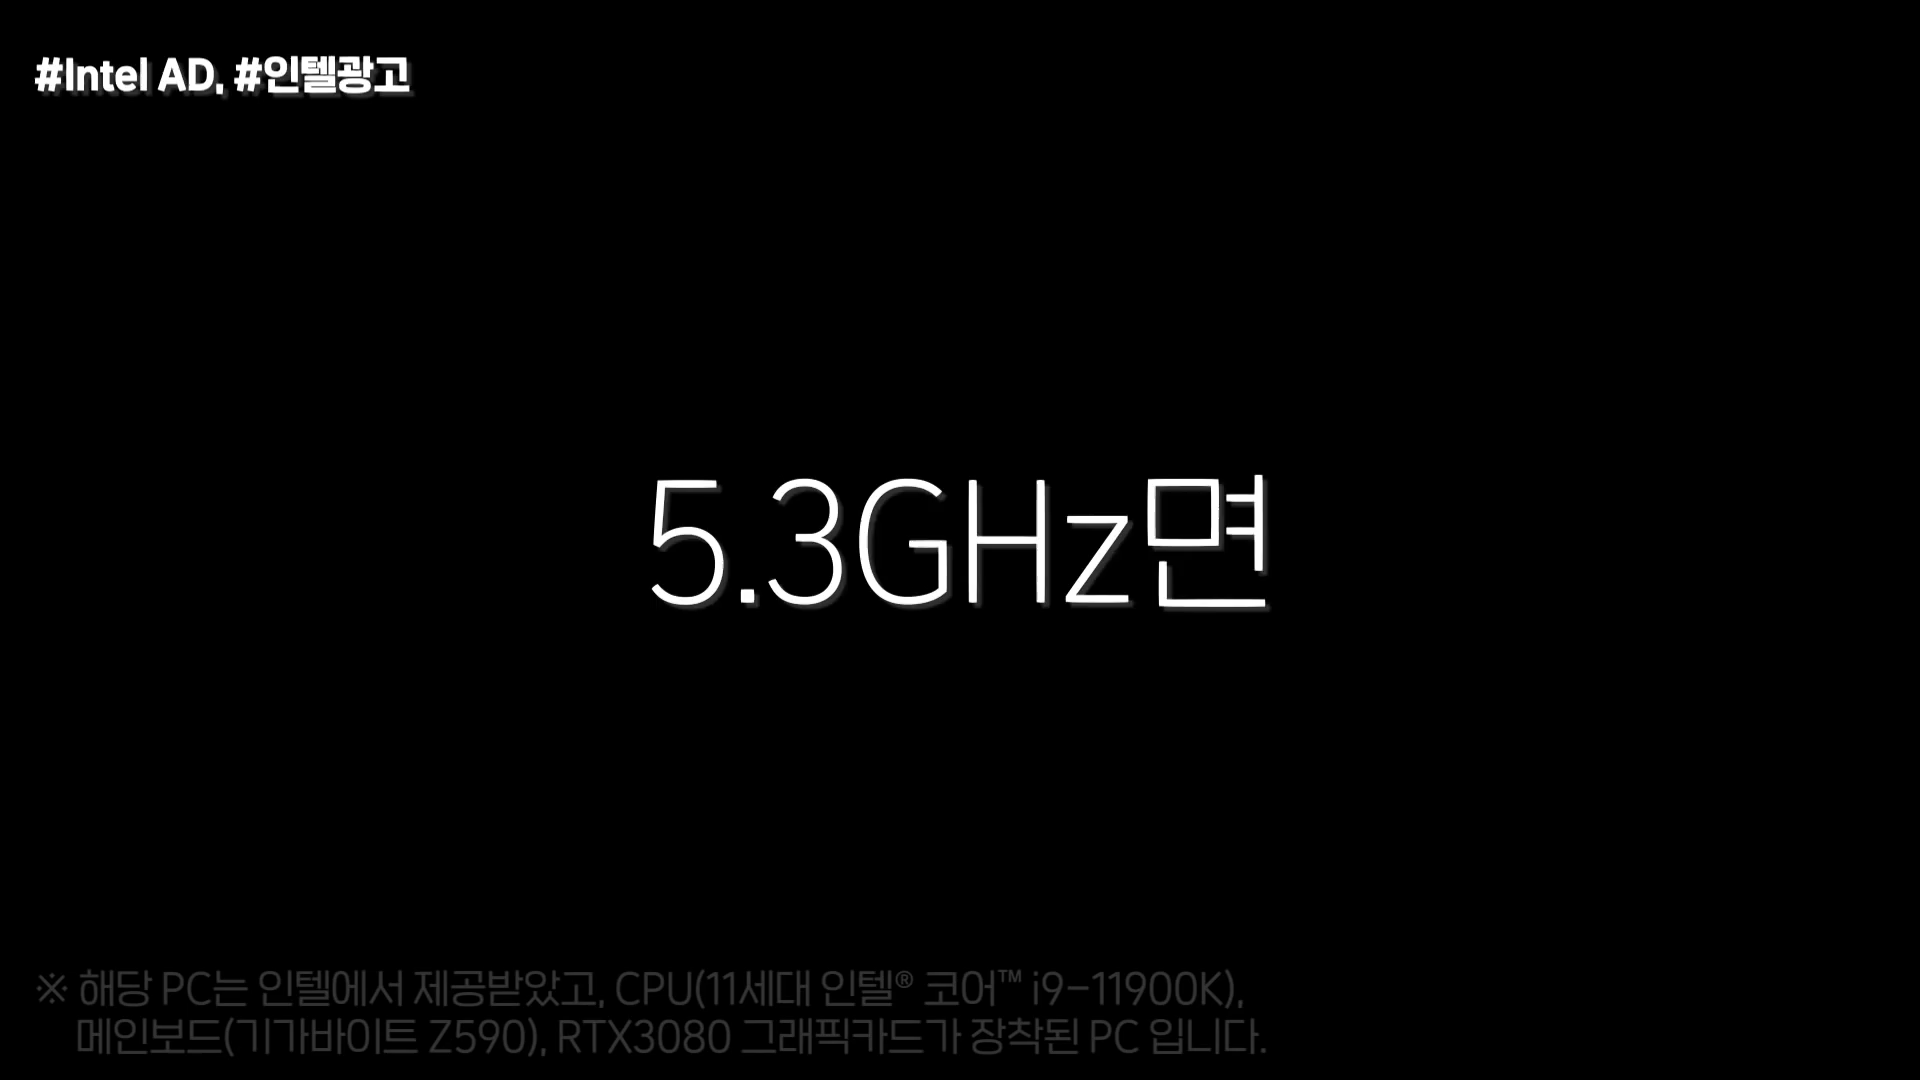 #Intel AD, #인텔광고
5.3GHz면
※ 해당 PC는 인텔에서 제공받았고, CPU(11세대 인텔® 코어™ i9-11900K),
메인보드(기가바이트 Z590), RTX3080 그래픽카드가 장착된 PC 입니다.